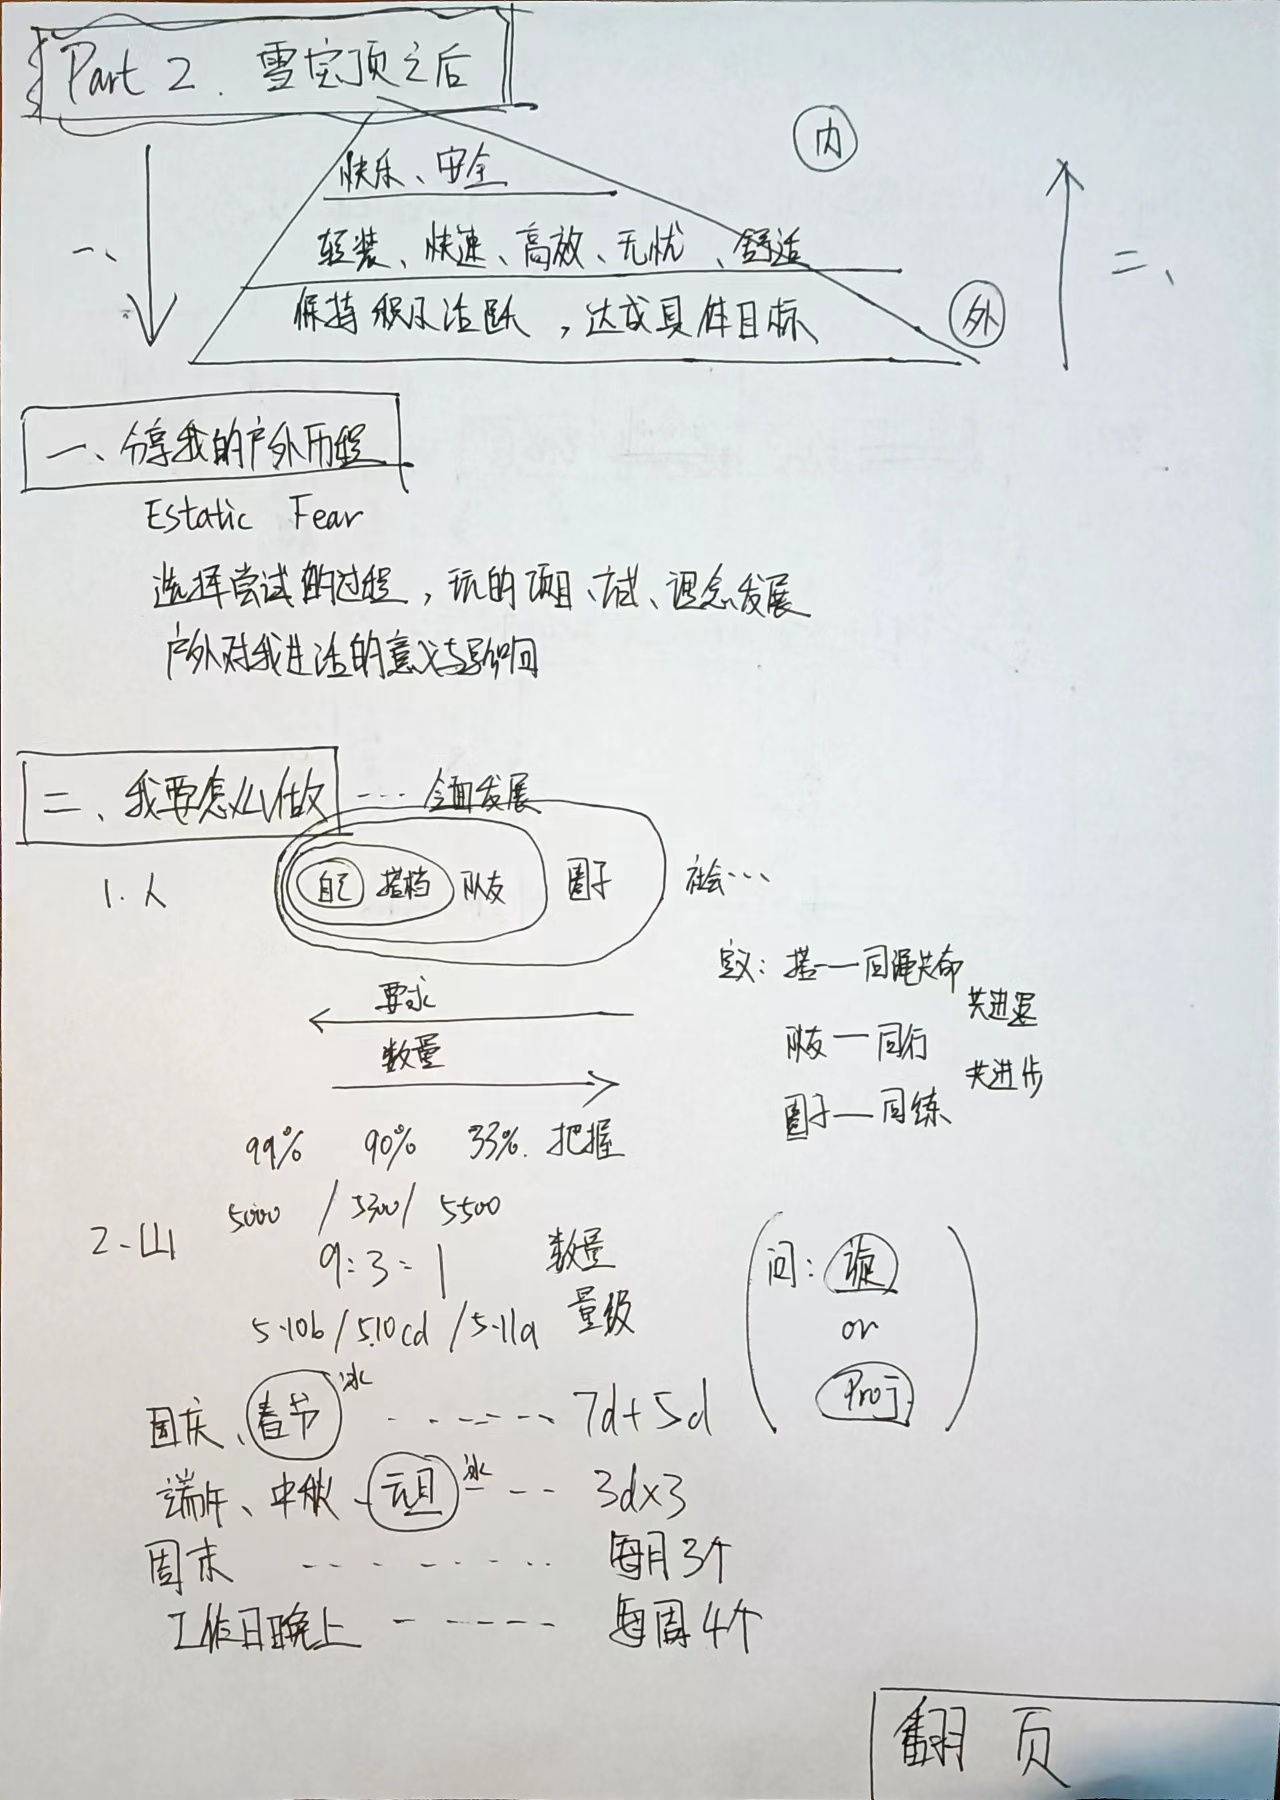 Part 2. 雪宝顶之后
内
快乐、安全
一、
轻装、快速、高效、无忧、舒适
二、
保持积极活跃，达成具体目标
外
一、分享我的户外历程
Estatic Fear
选择尝试的过程，玩的项目、方式、理念发展
户外对我生活的意义与影响
二、我要怎么做 ···全面发展
1.人 自己 搭档 队友 圈子 社会···
定义：搭——同绳共命
共进退
要求
队友—同行
数量
共进步
圈子—同练
99% 90% 33%. 把握
5000 / 5300 / 5500
2.山
9:3:1 数量
问：
or
Proj
5.10b/5.10cd/5.11a 量级
国庆、春节 冰 ······ 7d+5d
端午、中秋、元旦 冰 --- 3d×3
周末 ········ 每月3个
工作日晚上 ------ 每周4个
翻页